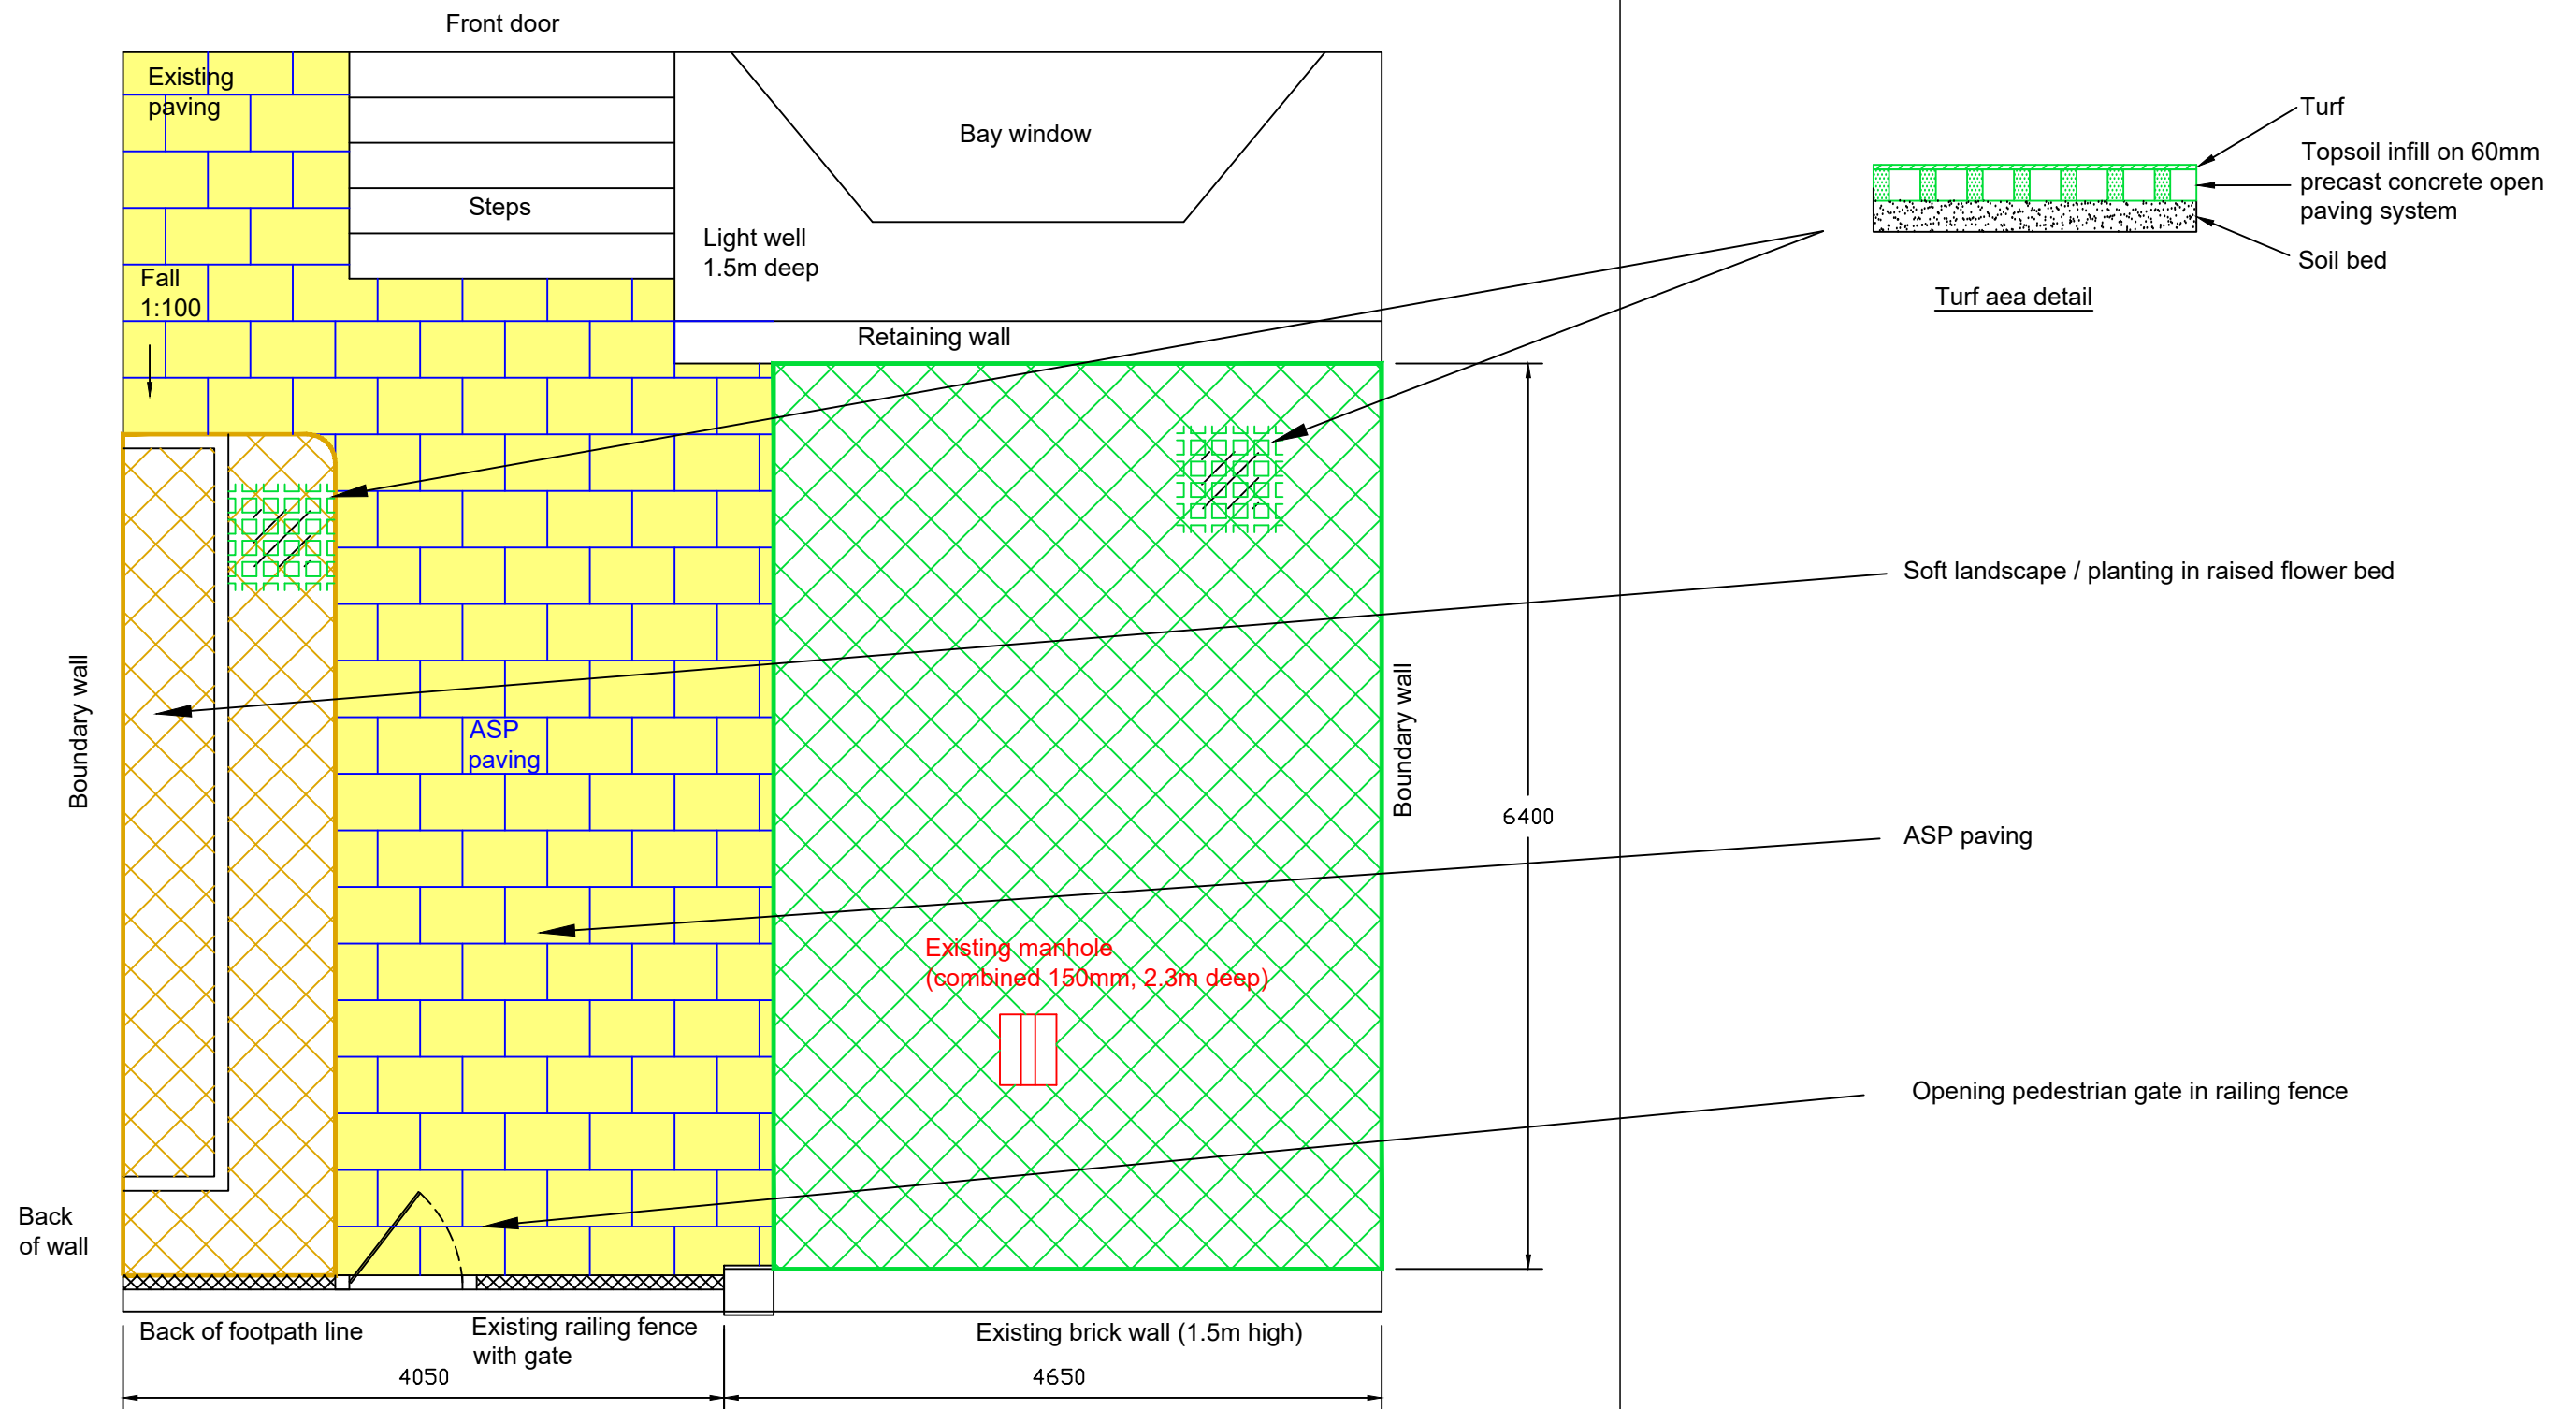 Front door
Existing
paving
Bay window
Steps
Light well
1.5m deep
Fall
1:100
Retaining wall
Turf
Topsoil infill on 60mm
precast concrete open
paving system
Soil bed
Turf aea detail
Soft landscape / planting in raised flower bed
Boundary wall
ASP
paving
Boundary wall
6400
ASP paving
Existing manhole
(combined 150mm, 2.3m deep)
Opening pedestrian gate in railing fence
Back
of wall
Back of footpath line
Existing railing fence
with gate
Existing brick wall (1.5m high)
4050
4650